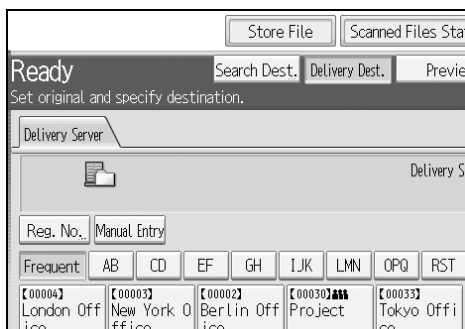 Store File Scanned Files Sta
Ready Search Dest. Delivery Dest. Previe
Set original and specify destination.
Delivery Server
Delivery S
Reg. No. Manual Entry
Frequent AB CD EF GH IJK LMN OPQ RST
【00004】 【00003】 【00002】 【00030】 【00033】
London Off New York O Berlin Off Project Tokyo Offi
ice ffice ice ce